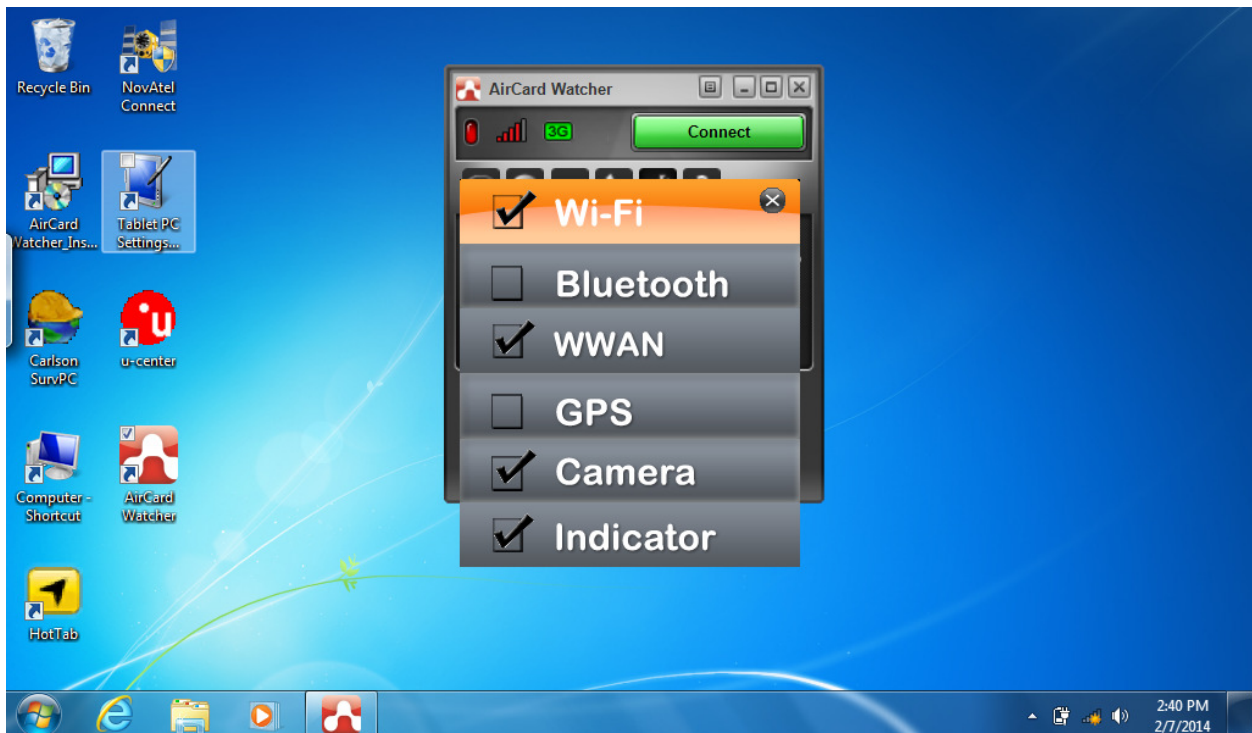 Recycle Bin
NovAtel
Connect
AirCard
Watcher_Ins...
Tablet PC
Settings...
Carlson
SurvPC
u
u-center
Computer -
Shortcut
AirCard
Watcher
HotTab
AirCard Watcher
3G
Connect
Wi-Fi
Bluetooth
WWAN
GPS
Camera
Indicator
2:40 PM
2/7/2014